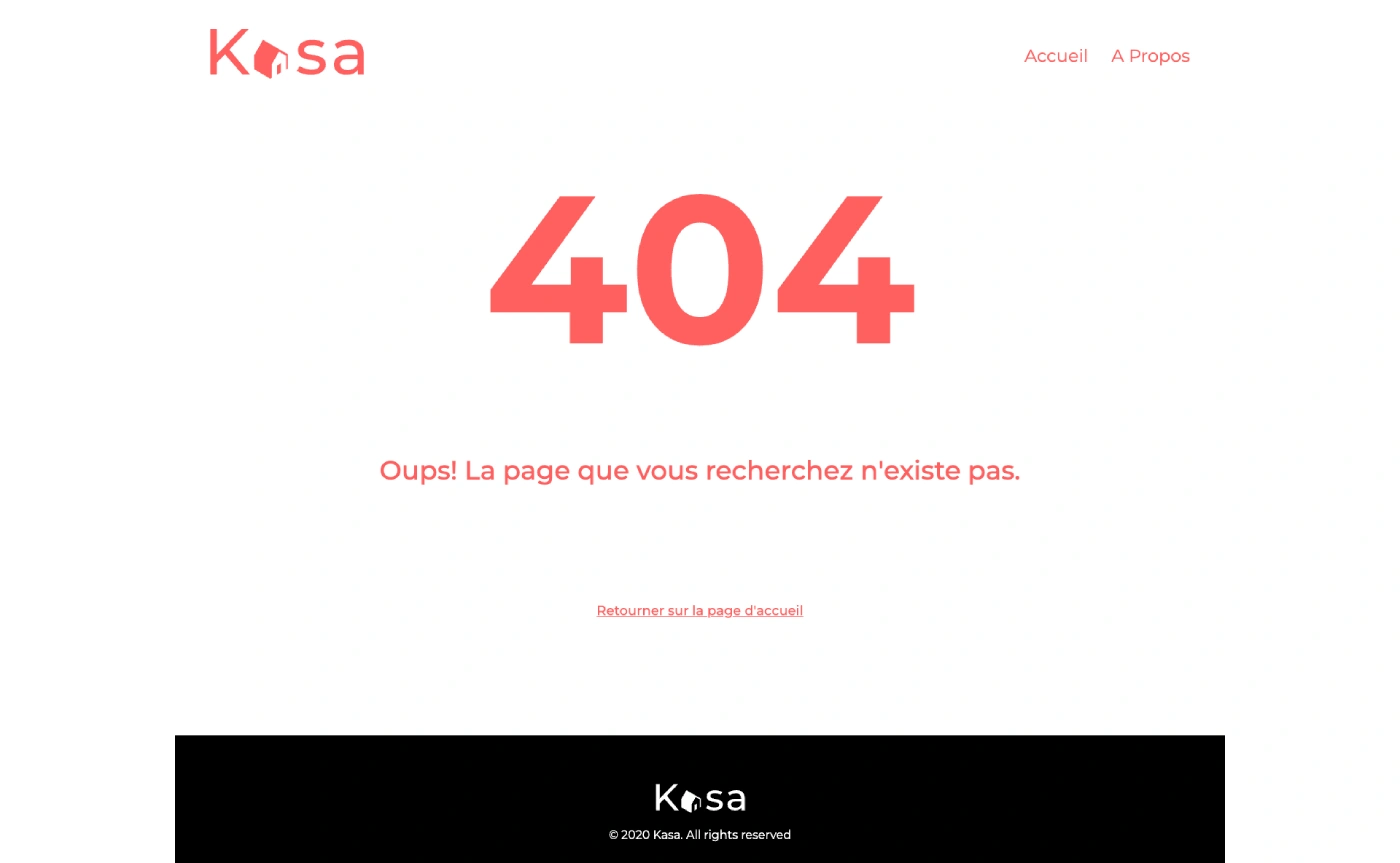 Kasa
Accueil A Propos
404
Oups! La page que vous recherchez n'existe pas.
Retourner sur la page d'accueil
Kasa
© 2020 Kasa. All rights reserved